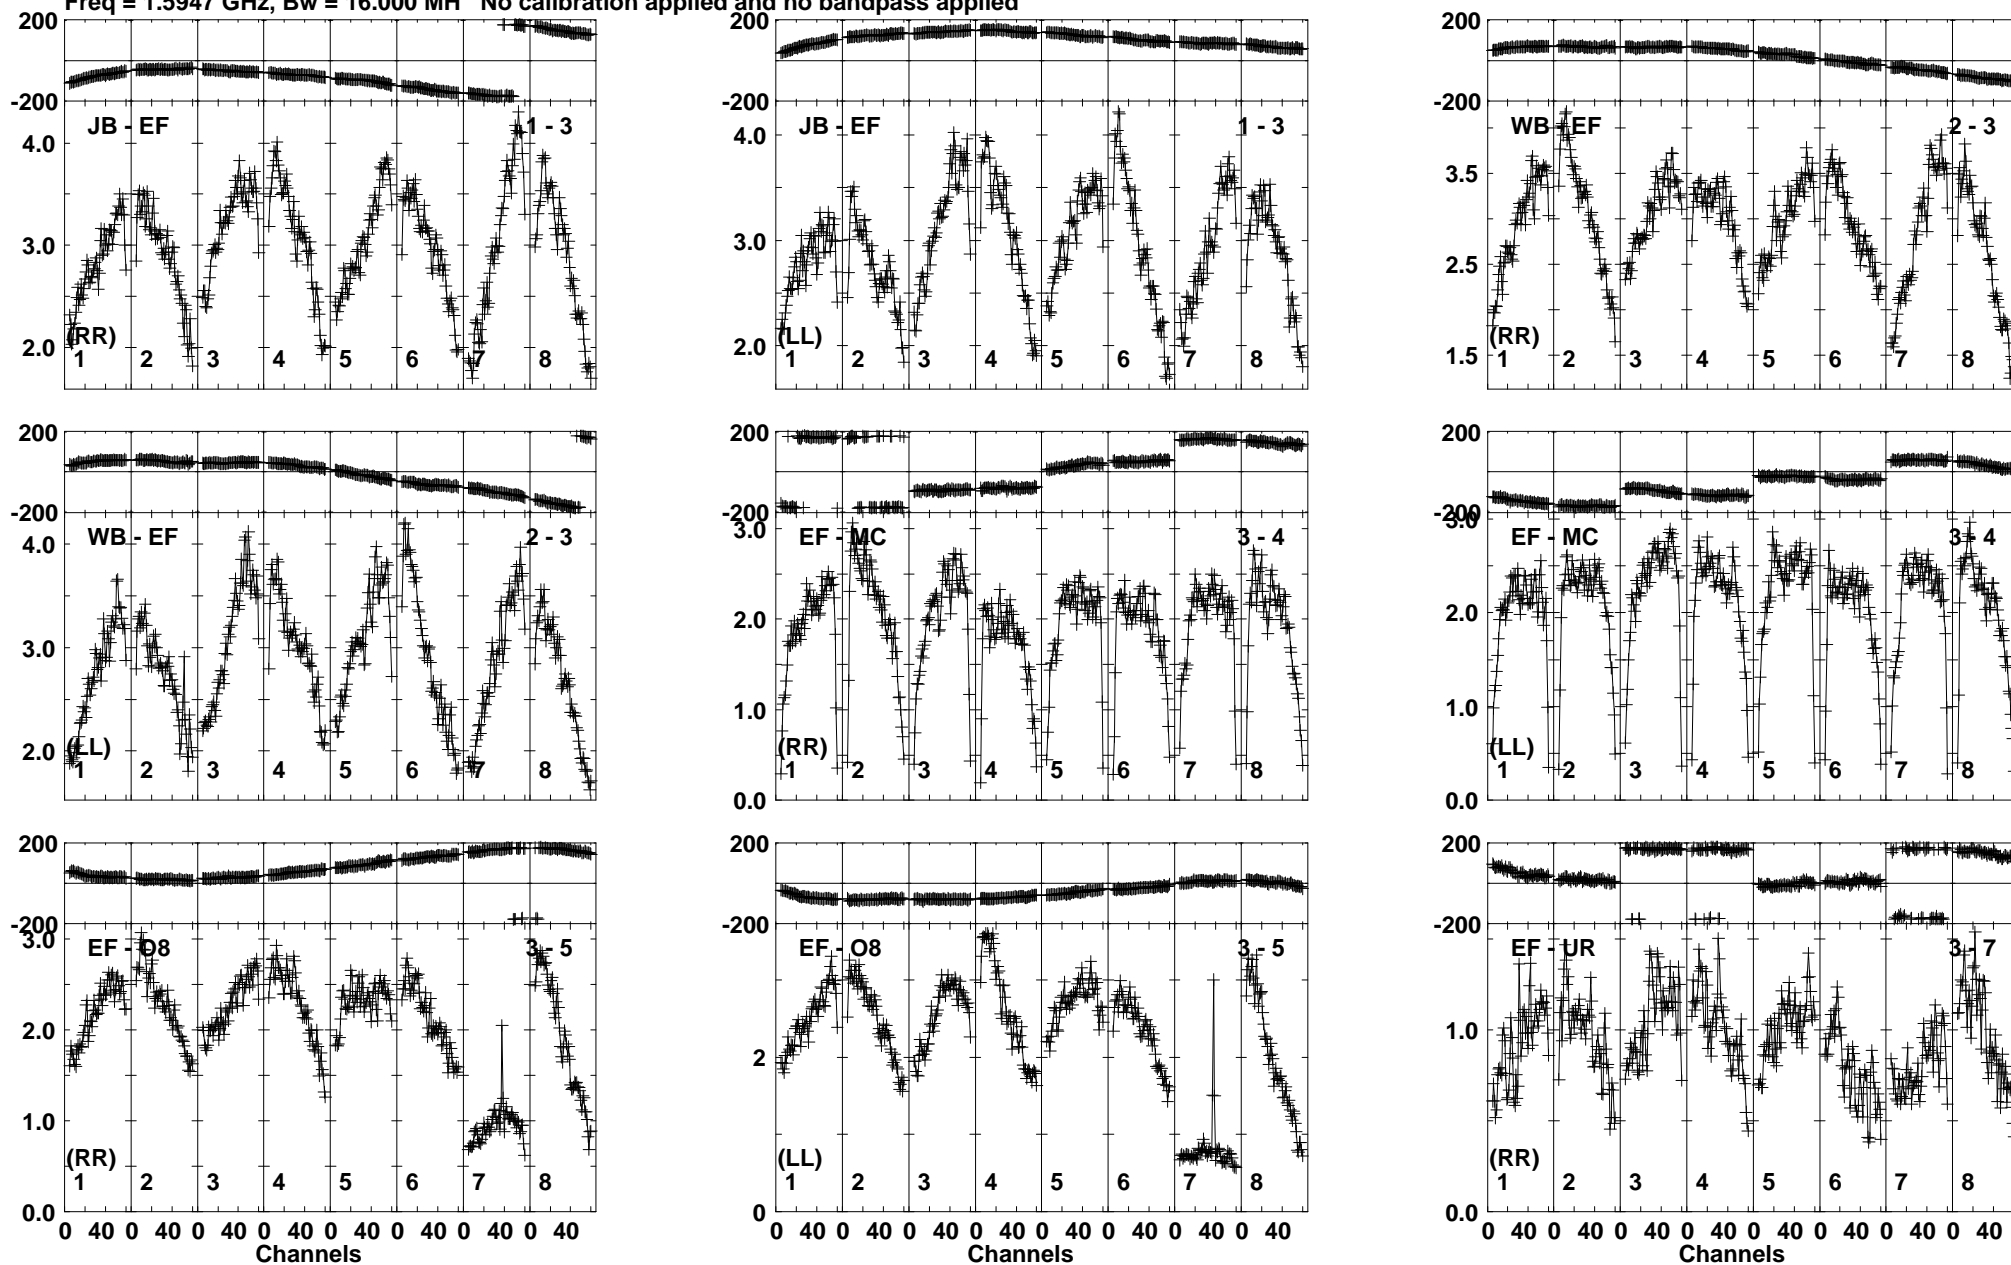 Freq = 1.5947 GHz, Bw = 16.000 MH No calibration applied and no bandpass applied
200 200 200
-200 -200 -200
JB - EF 1 - 3 JB - EF 1 - 3 WB - EF 2 - 3
4.0 4.0
3.5
3.0 3.0
2.5
2.0 2.0
1.5
(RR) (LL) (RR)
1 2 3 4 5 6 7 8 1 2 3 4 5 6 7 8 1 2 3 4 5 6 7 8
200 200 200
-200 -200 -200
WB - EF 2 - 3 EF - MC 3 - 4 EF - MC 3 - 4
4.0 3.0 3.0
3.0 2.0 2.0
2.0 1.0 1.0
0.0 0.0
(LL) (RR) (LL)
1 2 3 4 5 6 7 8 1 2 3 4 5 6 7 8 1 2 3 4 5 6 7 8
200 200 200
-200 -200 -200
EF - O8 3 - 5 EF - O8 3 - 5 EF - UR 3 - 7
3.0
2.0 2 1.0
1.0
(RR) (LL) (RR)
1 2 3 4 5 6 7 8 1 2 3 4 5 6 7 8 1 2 3 4 5 6 7 8
0.0 0 0.0
0 40 0 40 0 40 0 40 0 40 0 40 0 40 0 40 0 40 0 40 0 40 0 40 0 40 0 40 0 40 0 40 0 40 0 40 0 40 0 40 0 40 0 40 0 40 0 40
Channels Channels Channels